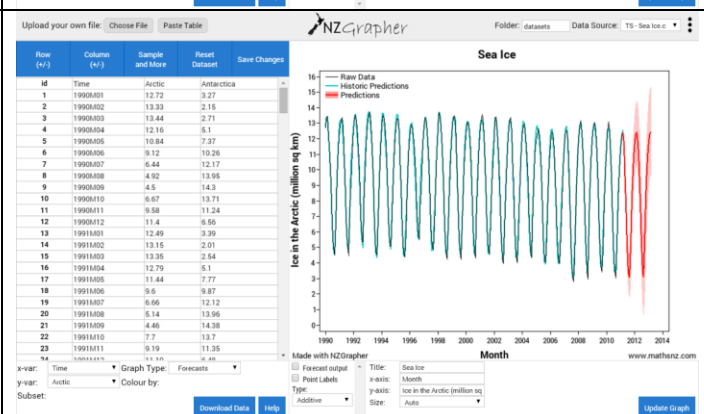 Upload your own file: Choose File Paste Table
NZGrapher
Folder: datasets Data Source: TS - Sea Ice.c
Row (+/-) Column (+/-) Sample and More Reset Dataset Save Changes
id Time Arctic Antarctica
1 1990M01 12.72 3.27
2 1990M02 13.33 2.15
3 1990M03 13.44 2.71
4 1990M04 12.16 5.1
5 1990M05 10.84 7.37
6 1990M06 9.12 10.26
7 1990M07 6.44 12.17
8 1990M08 4.92 13.95
9 1990M09 4.5 14.3
10 1990M10 6.67 13.71
11 1990M11 9.58 11.24
12 1990M12 11.4 6.56
13 1991M01 12.49 3.39
14 1991M02 13.15 2.01
15 1991M03 13.35 2.54
16 1991M04 12.79 5.1
17 1991M05 11.44 7.77
18 1991M06 9.6 9.87
19 1991M07 6.66 12.12
20 1991M08 5.14 13.96
21 1991M09 4.46 14.38
22 1991M10 7.7 13.7
23 1991M11 9.19 11.35
Sea Ice
Raw Data
Historic Predictions
Predictions
Ice in the Arctic (million sq km)
16
15
14
13
12
11
10
9
8
7
6
5
4
3
2
1
0
1990 1992 1994 1996 1998 2000 2002 2004 2006 2008 2010 2012 2014
Made with NZGrapher Month www.mathsnz.com
x-var: Time Graph Type: Forecasts
y-var: Arctic Colour by:
Subset:
Download Data Help
Forecast output
Point Labels
Type:
Additive
Title: Sea Ice
x-axis: Month
y-axis: Ice in the Arctic (million sq
Size: Auto
Update Graph